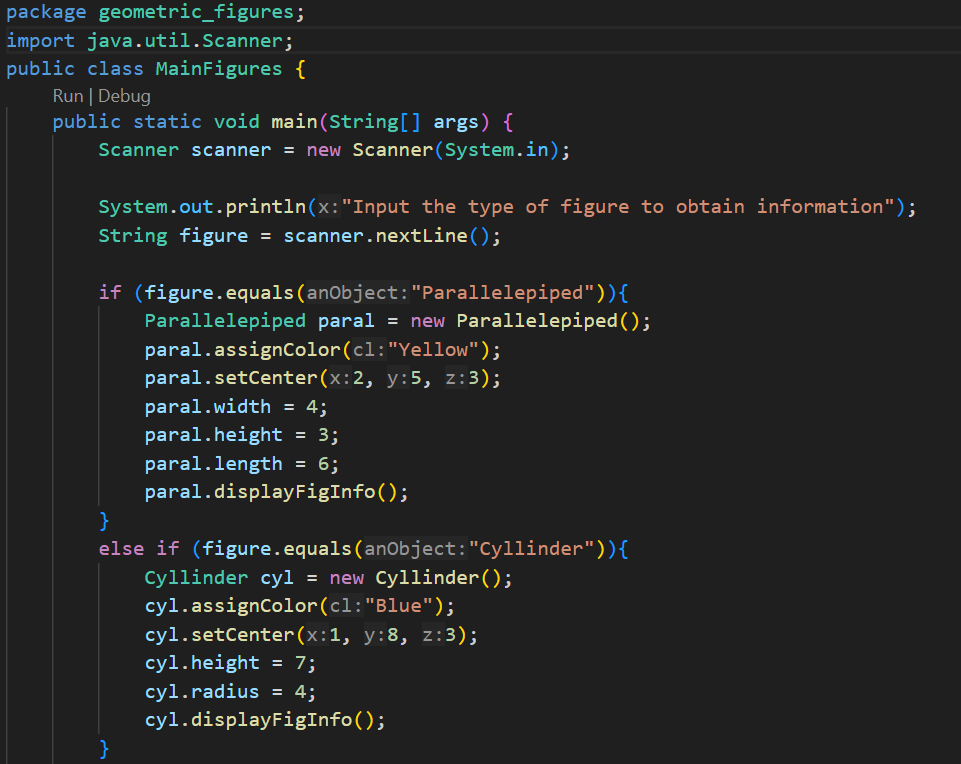 package geometric_figures;
import java.util.Scanner;
public class MainFigures {
Run | Debug
public static void main(String[] args) {
Scanner scanner = new Scanner(System.in);
System.out.println(x:"Input the type of figure to obtain information");
String figure = scanner.nextLine();
if (figure.equals(anObject:"Parallelepiped")){
Parallelepiped paral = new Parallelepiped();
paral.assignColor(cl:"Yellow");
paral.setCenter(x:2, y:5, z:3);
paral.width = 4;
paral.height = 3;
paral.length = 6;
paral.displayFigInfo();
}
else if (figure.equals(anObject:"Cyllinder")){
Cyllinder cyl = new Cyllinder();
cyl.assignColor(cl:"Blue");
cyl.setCenter(x:1, y:8, z:3);
cyl.height = 7;
cyl.radius = 4;
cyl.displayFigInfo();
}